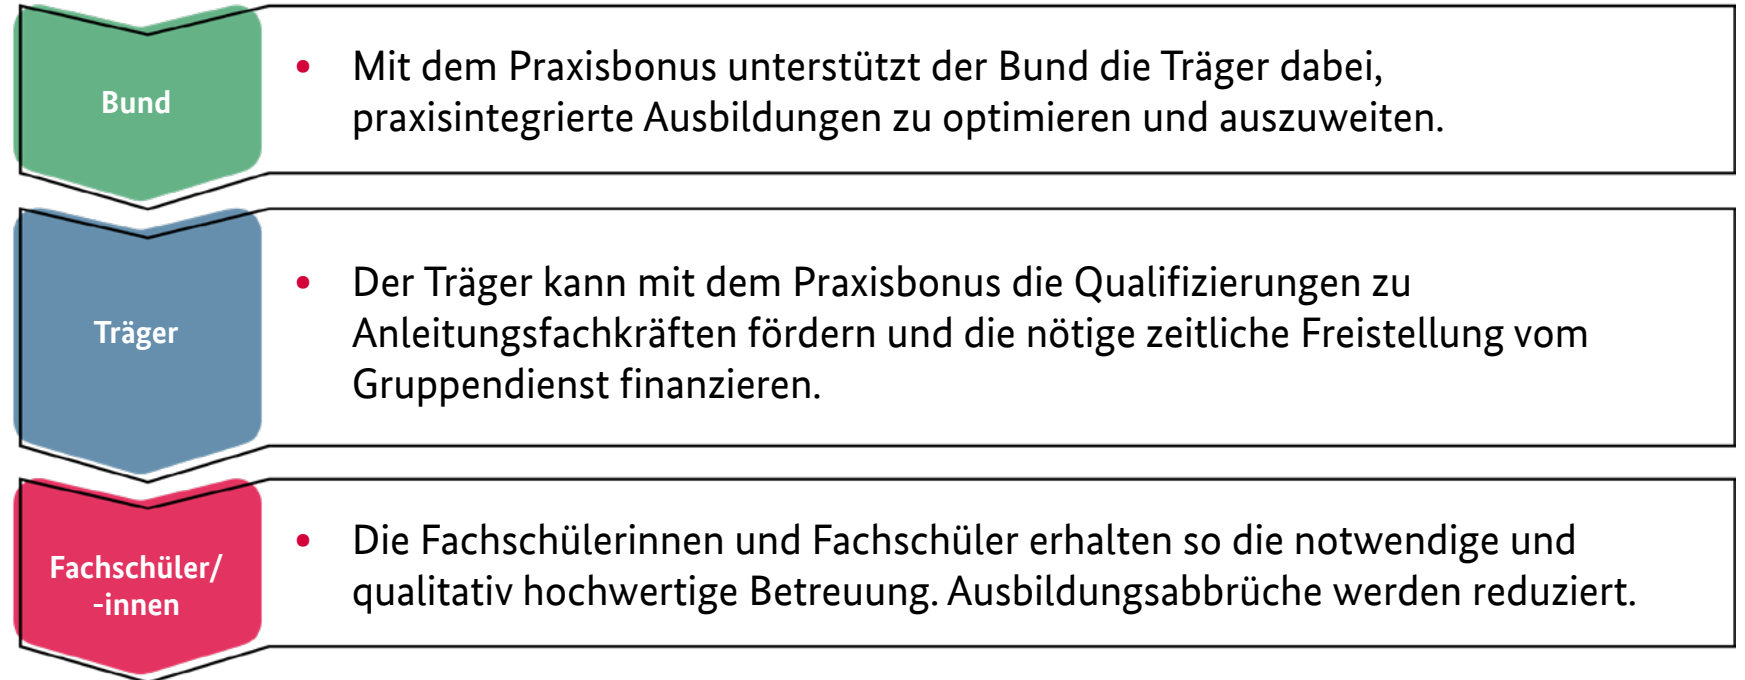 Bund
• Mit dem Praxisbonus unterstützt der Bund die Träger dabei,
praxisintegrierte Ausbildungen zu optimieren und auszuweiten.
Träger
• Der Träger kann mit dem Praxisbonus die Qualifizierungen zu
Anleitungsfachkräften fördern und die nötige zeitliche Freistellung vom
Gruppendienst finanzieren.
Fachschüler/
-innen
• Die Fachschülerinnen und Fachschüler erhalten so die notwendige und
qualitativ hochwertige Betreuung. Ausbildungsabbrüche werden reduziert.